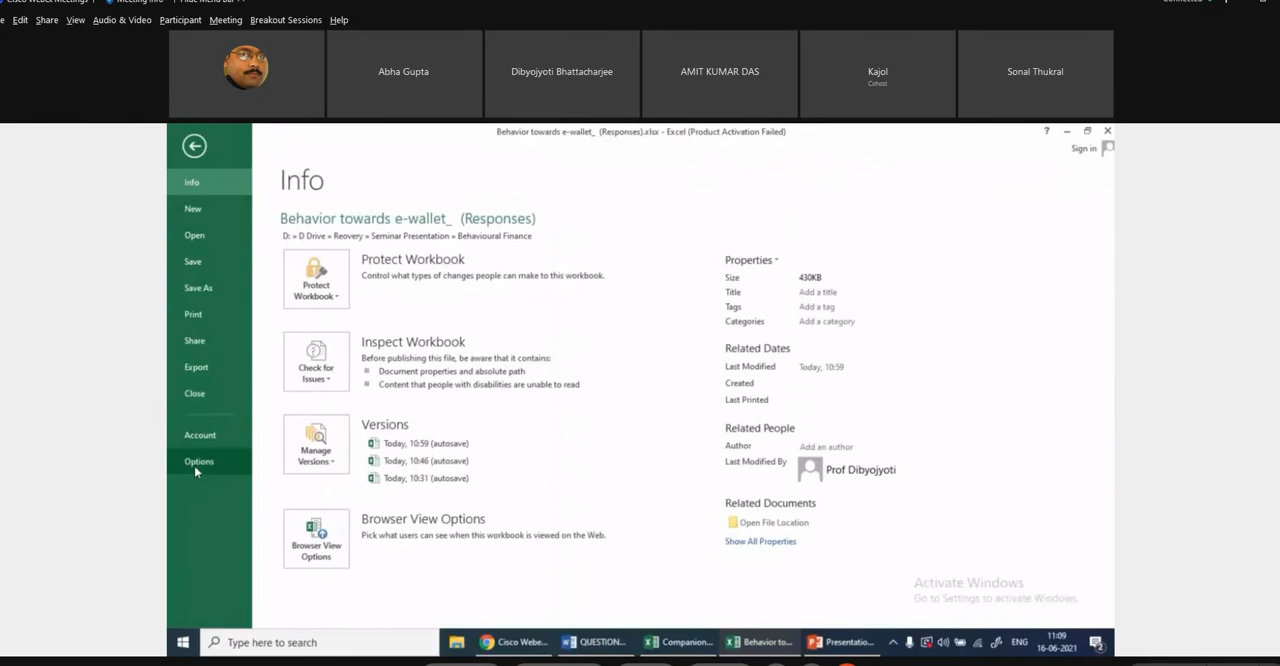 Edit Share View Audio & Video Participant Meeting Breakout Sessions Help
Abha Gupta
Dibyojyoti Bhattacharjee
AMIT KUMAR DAS
Kajol
Cohost
Sonal Thukral
Behavior towards e-wallet_ (Responses).xlsx - Excel (Product Activation Failed)
?
Sign in
Info
New
Open
Save
Save As
Print
Share
Export
Close
Account
Options
Info
Behavior towards e-wallet_ (Responses)
D: » D Drive » Reovery » Seminar Presentation » Behavioural Finance
Protect Workbook
Protect Workbook
Control what types of changes people can make to this workbook.
Check for Issues
Inspect Workbook
Before publishing this file, be aware that it contains:
Document properties and absolute path
Content that people with disabilities are unable to read
Manage Versions
Versions
Today, 10:59 (autosave)
Today, 10:46 (autosave)
Today, 10:31 (autosave)
Browser View Options
Browser View Options
Pick what users can see when this workbook is viewed on the Web.
Properties
Size 430KB
Title Add a title
Tags Add a tag
Categories Add a category
Related Dates
Last Modified Today, 10:59
Created
Last Printed
Related People
Author Add an author
Last Modified By Prof Dibyojyoti
Related Documents
Open File Location
Show All Properties
Activate Windows
Go to Settings to activate Windows.
Type here to search
Cisco Webe...
QUESTION...
Companion...
Behavior to...
Presentatio...
ENG
11:09
16-06-2021
2